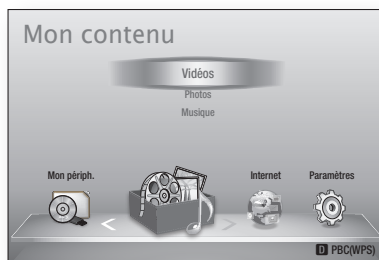 Mon contenu
Vidéos
Photos
Musique
Mon périph.
Internet
Paramètres
D PBC(WPS)